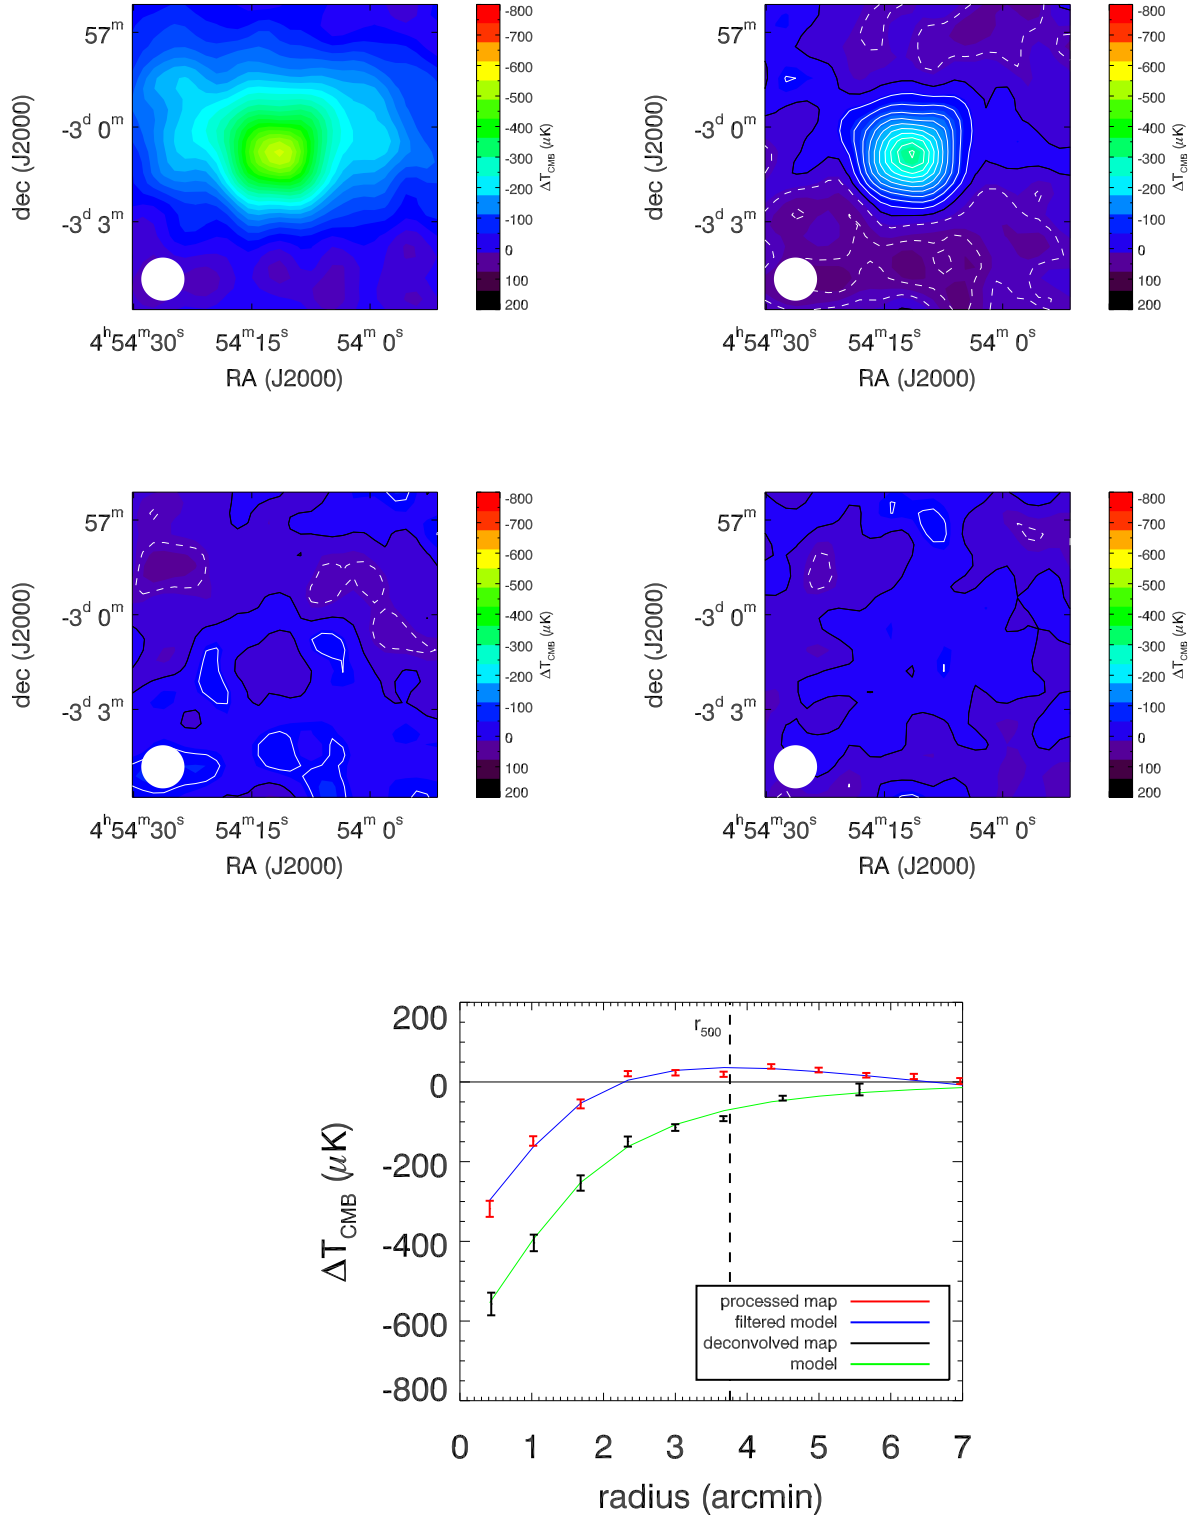 57ᵐ
-3ᵈ 0ᵐ
-3ᵈ 3ᵐ
dec (J2000)
4ʰ54ᵐ30ˢ 54ᵐ15ˢ 54ᵐ 0ˢ
RA (J2000)
-800
-700
-600
-500
-400
-300
-200
-100
0
100
200
ΔT_CMB (μK)
57ᵐ
-3ᵈ 0ᵐ
-3ᵈ 3ᵐ
dec (J2000)
4ʰ54ᵐ30ˢ 54ᵐ15ˢ 54ᵐ 0ˢ
RA (J2000)
-800
-700
-600
-500
-400
-300
-200
-100
0
100
200
ΔT_CMB (μK)
57ᵐ
-3ᵈ 0ᵐ
-3ᵈ 3ᵐ
dec (J2000)
4ʰ54ᵐ30ˢ 54ᵐ15ˢ 54ᵐ 0ˢ
RA (J2000)
-800
-700
-600
-500
-400
-300
-200
-100
0
100
200
ΔT_CMB (μK)
57ᵐ
-3ᵈ 0ᵐ
-3ᵈ 3ᵐ
dec (J2000)
4ʰ54ᵐ30ˢ 54ᵐ15ˢ 54ᵐ 0ˢ
RA (J2000)
-800
-700
-600
-500
-400
-300
-200
-100
0
100
200
ΔT_CMB (μK)
200
0
-200
-400
-600
-800
ΔT_CMB (μK)
r_500
processed map
filtered model
deconvolved map
model
0 1 2 3 4 5 6 7
radius (arcmin)